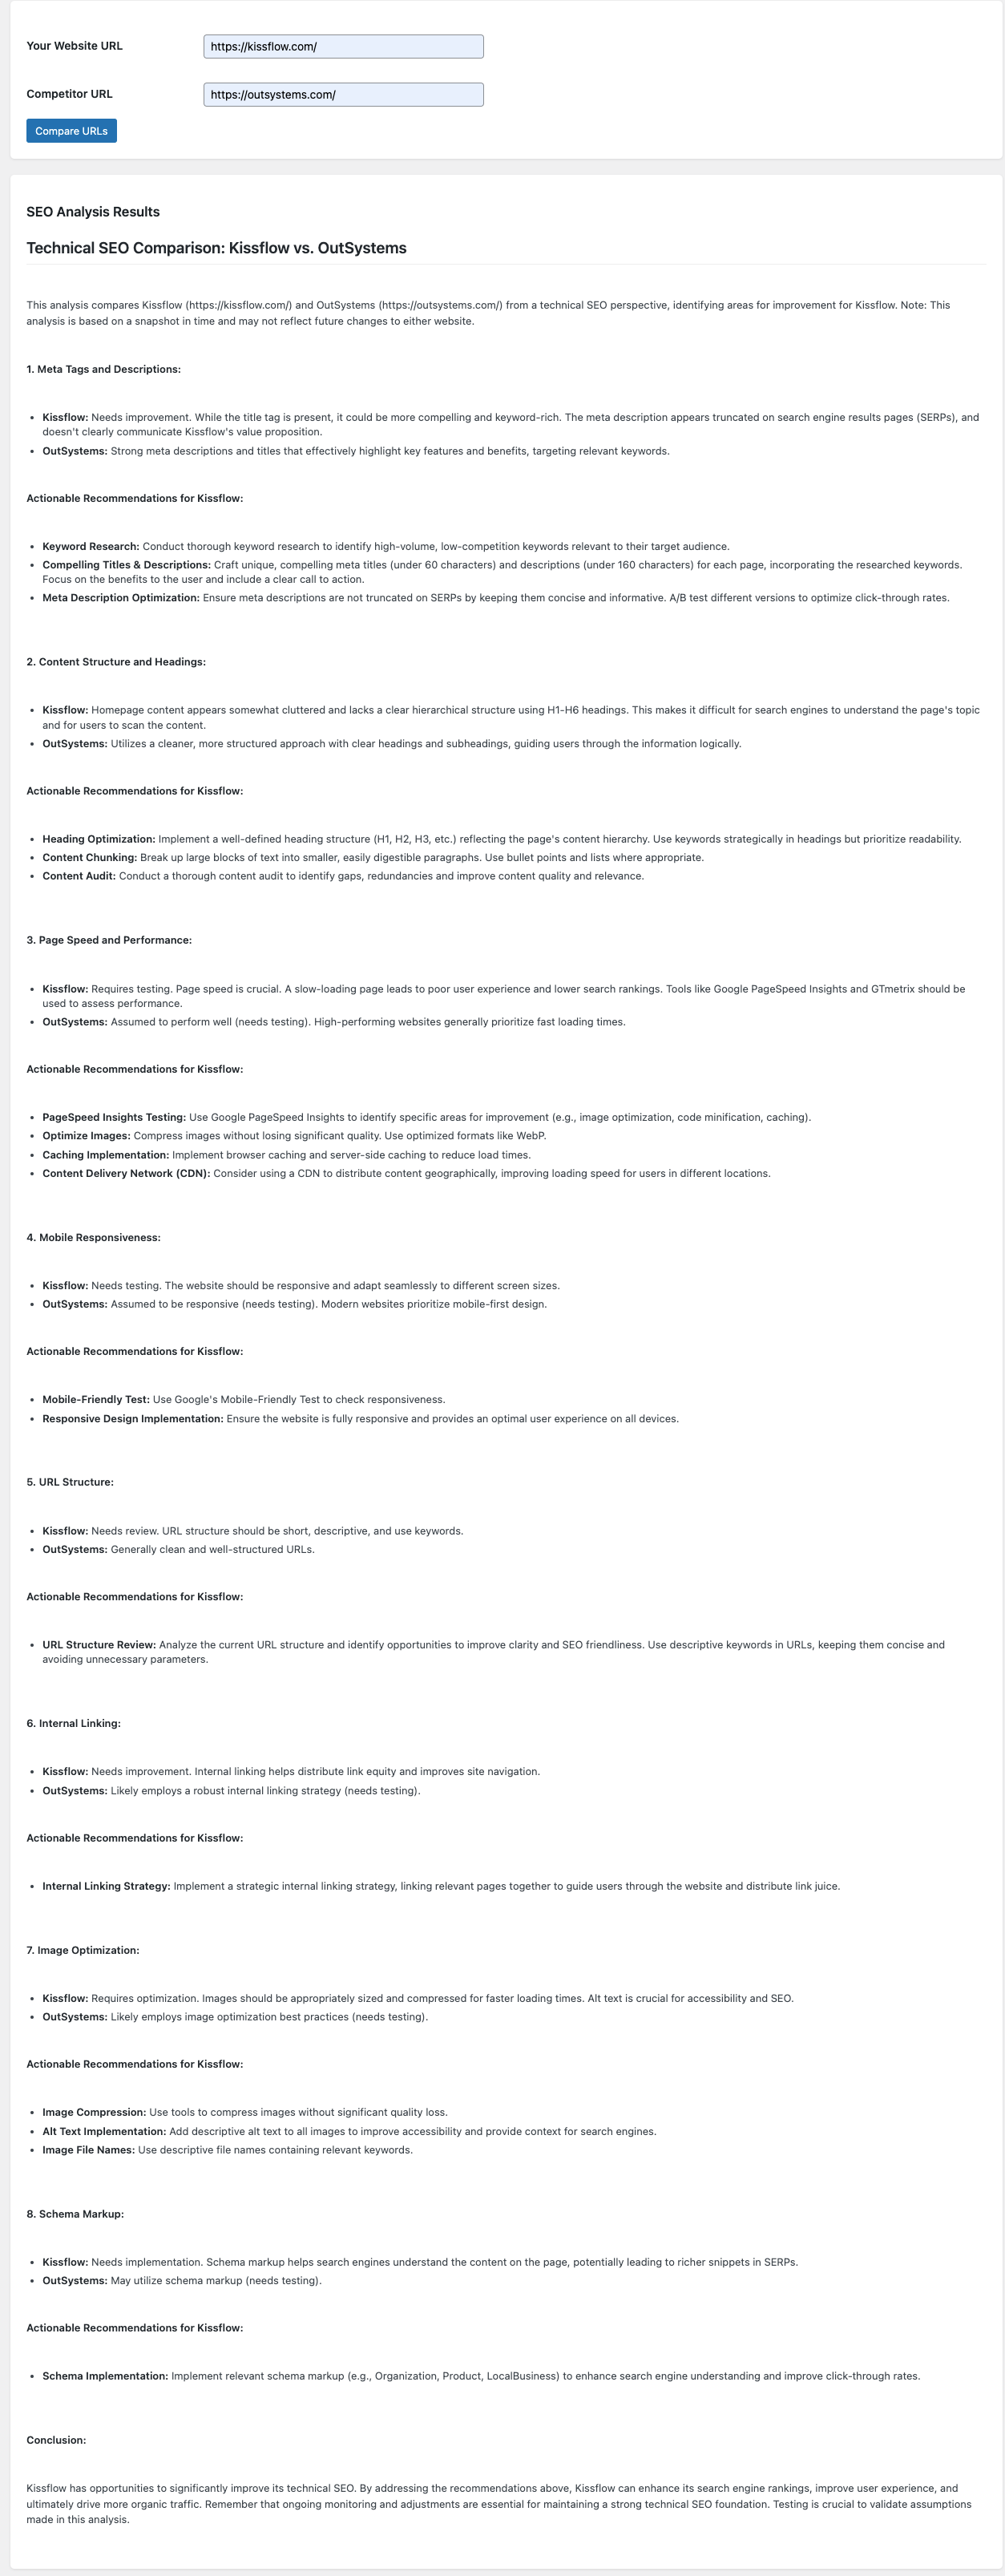 Your Website URL
https://kissflow.com/
Competitor URL
https://outsystems.com/
Compare URLs
SEO Analysis Results
Technical SEO Comparison: Kissflow vs. OutSystems
This analysis compares Kissflow (https://kissflow.com/) and OutSystems (https://outsystems.com/) from a technical SEO perspective, identifying areas for improvement for Kissflow. Note: This
analysis is based on a snapshot in time and may not reflect future changes to either website.
1. Meta Tags and Descriptions:
• Kissflow: Needs improvement. While the title tag is present, it could be more compelling and keyword-rich. The meta description appears truncated on search engine results pages (SERPs), and
doesn't clearly communicate Kissflow's value proposition.
• OutSystems: Strong meta descriptions and titles that effectively highlight key features and benefits, targeting relevant keywords.
Actionable Recommendations for Kissflow:
• Keyword Research: Conduct thorough keyword research to identify high-volume, low-competition keywords relevant to their target audience.
• Compelling Titles & Descriptions: Craft unique, compelling meta titles (under 60 characters) and descriptions (under 160 characters) for each page, incorporating the researched keywords.
Focus on the benefits to the user and include a clear call to action.
• Meta Description Optimization: Ensure meta descriptions are not truncated on SERPs by keeping them concise and informative. A/B test different versions to optimize click-through rates.
2. Content Structure and Headings:
• Kissflow: Homepage content appears somewhat cluttered and lacks a clear hierarchical structure using H1-H6 headings. This makes it difficult for search engines to understand the page's topic
and for users to scan the content.
• OutSystems: Utilizes a cleaner, more structured approach with clear headings and subheadings, guiding users through the information logically.
Actionable Recommendations for Kissflow:
• Heading Optimization: Implement a well-defined heading structure (H1, H2, H3, etc.) reflecting the page's content hierarchy. Use keywords strategically in headings but prioritize readability.
• Content Chunking: Break up large blocks of text into smaller, easily digestible paragraphs. Use bullet points and lists where appropriate.
• Content Audit: Conduct a thorough content audit to identify gaps, redundancies and improve content quality and relevance.
3. Page Speed and Performance:
• Kissflow: Requires testing. Page speed is crucial. A slow-loading page leads to poor user experience and lower search rankings. Tools like Google PageSpeed Insights and GTmetrix should be
used to assess performance.
• OutSystems: Assumed to perform well (needs testing). High-performing websites generally prioritize fast loading times.
Actionable Recommendations for Kissflow:
• PageSpeed Insights Testing: Use Google PageSpeed Insights to identify specific areas for improvement (e.g., image optimization, code minification, caching).
• Optimize Images: Compress images without losing significant quality. Use optimized formats like WebP.
• Caching Implementation: Implement browser caching and server-side caching to reduce load times.
• Content Delivery Network (CDN): Consider using a CDN to distribute content geographically, improving loading speed for users in different locations.
4. Mobile Responsiveness:
• Kissflow: Needs testing. The website should be responsive and adapt seamlessly to different screen sizes.
• OutSystems: Assumed to be responsive (needs testing). Modern websites prioritize mobile-first design.
Actionable Recommendations for Kissflow:
• Mobile-Friendly Test: Use Google's Mobile-Friendly Test to check responsiveness.
• Responsive Design Implementation: Ensure the website is fully responsive and provides an optimal user experience on all devices.
5. URL Structure:
• Kissflow: Needs review. URL structure should be short, descriptive, and use keywords.
• OutSystems: Generally clean and well-structured URLs.
Actionable Recommendations for Kissflow:
• URL Structure Review: Analyze the current URL structure and identify opportunities to improve clarity and SEO friendliness. Use descriptive keywords in URLs, keeping them concise and
avoiding unnecessary parameters.
6. Internal Linking:
• Kissflow: Needs improvement. Internal linking helps distribute link equity and improves site navigation.
• OutSystems: Likely employs a robust internal linking strategy (needs testing).
Actionable Recommendations for Kissflow:
• Internal Linking Strategy: Implement a strategic internal linking strategy, linking relevant pages together to guide users through the website and distribute link juice.
7. Image Optimization:
• Kissflow: Requires optimization. Images should be appropriately sized and compressed for faster loading times. Alt text is crucial for accessibility and SEO.
• OutSystems: Likely employs image optimization best practices (needs testing).
Actionable Recommendations for Kissflow:
• Image Compression: Use tools to compress images without significant quality loss.
• Alt Text Implementation: Add descriptive alt text to all images to improve accessibility and provide context for search engines.
• Image File Names: Use descriptive file names containing relevant keywords.
8. Schema Markup:
• Kissflow: Needs implementation. Schema markup helps search engines understand the content on the page, potentially leading to richer snippets in SERPs.
• OutSystems: May utilize schema markup (needs testing).
Actionable Recommendations for Kissflow:
• Schema Implementation: Implement relevant schema markup (e.g., Organization, Product, LocalBusiness) to enhance search engine understanding and improve click-through rates.
Conclusion:
Kissflow has opportunities to significantly improve its technical SEO. By addressing the recommendations above, Kissflow can enhance its search engine rankings, improve user experience, and
ultimately drive more organic traffic. Remember that ongoing monitoring and adjustments are essential for maintaining a strong technical SEO foundation. Testing is crucial to validate assumptions
made in this analysis.